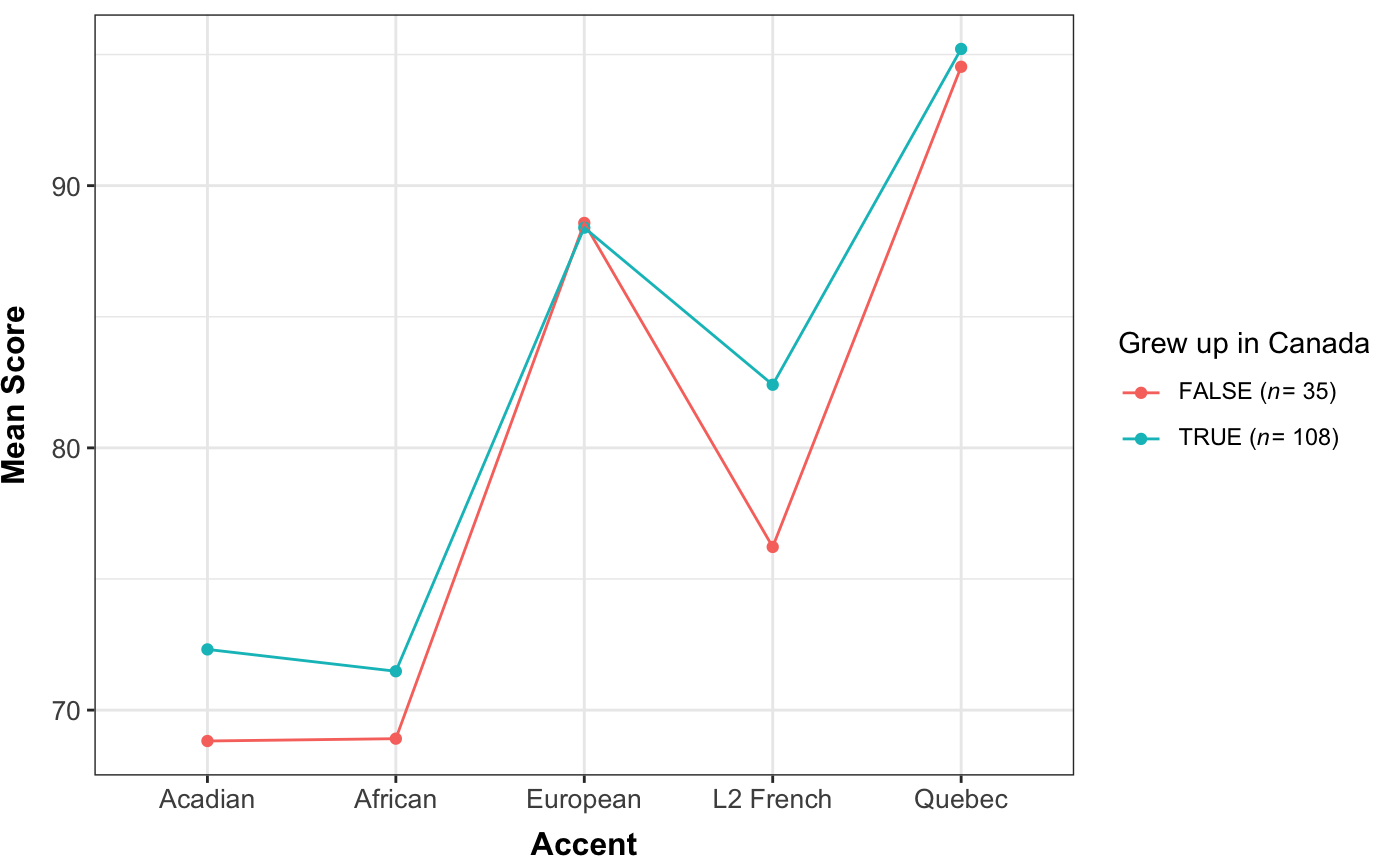 Mean Score
90
80
70
Acadian
African
European
L2 French
Quebec
Accent
Grew up in Canada
FALSE (n= 35)
TRUE (n= 108)